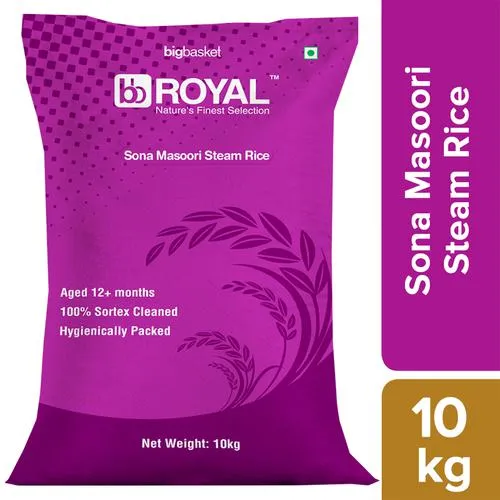 bigbasket
bb ROYAL™
Nature's Finest Selection
Sona Masoori Steam Rice
Aged 12+ months
100% Sortex Cleaned
Hygienically Packed
Net Weight: 10kg
Sona Masoori
Steam Rice
10
kg